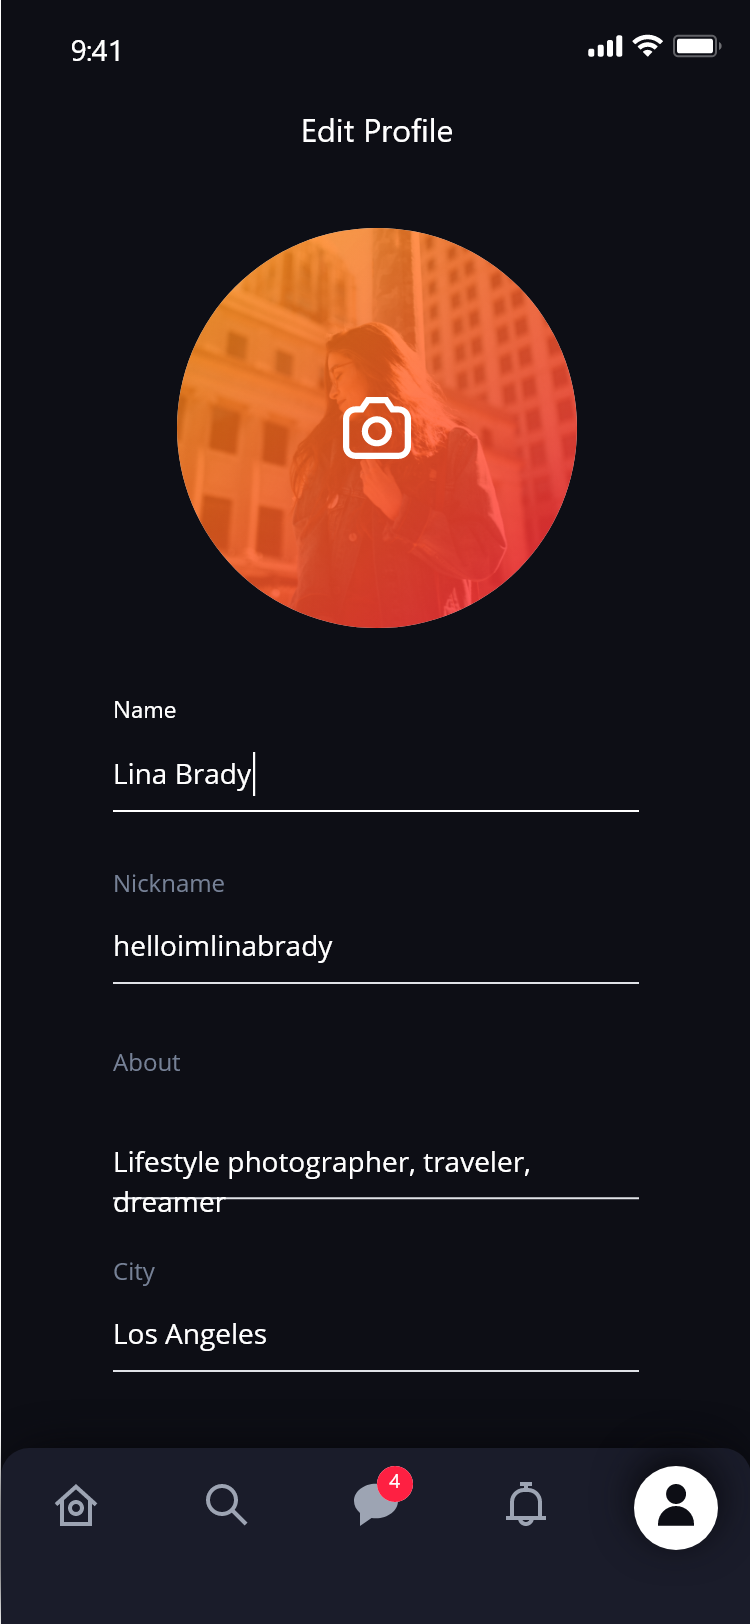 9:41
Edit Profile
Name
Lina Brady
Nickname
helloimlinabrady
About
Lifestyle photographer, traveler,
dreamer
City
Los Angeles
4